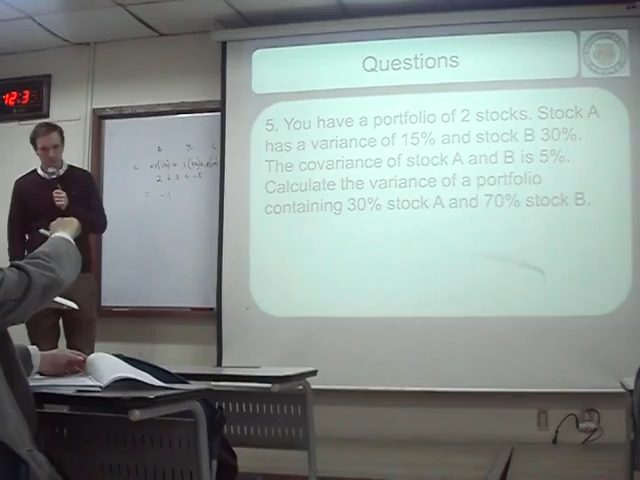 Questions
5. You have a portfolio of 2 stocks. Stock A
has a variance of 15% and stock B 30%.
The covariance of stock A and B is 5%.
Calculate the variance of a portfolio
containing 30% stock A and 70% stock B.
12:3